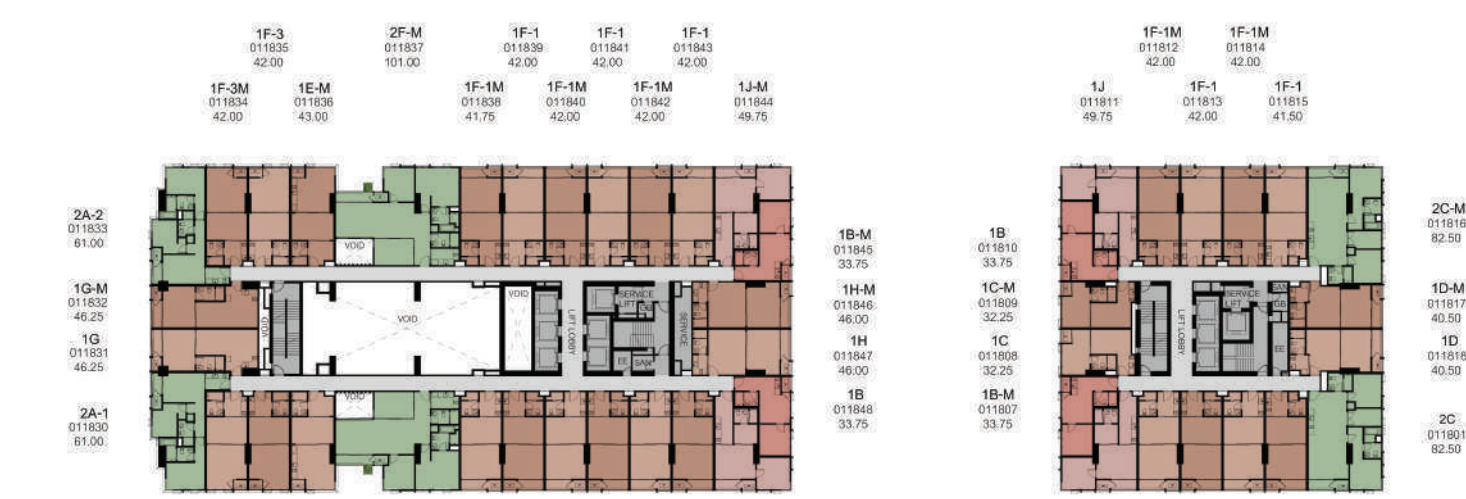 1F-3
011835
42.00
2F-M
011837
101.00
1F-1
011839
42.00
1F-1
011841
42.00
1F-1
011843
42.00
1F-1M
011812
42.00
1F-1M
011814
42.00
1F-3M
011834
42.00
1E-M
011836
43.00
1F-1M
011838
41.75
1F-1M
011840
42.00
1F-1M
011842
42.00
1J-M
011844
49.75
1J
011811
49.75
1F-1
011813
42.00
1F-1
011815
41.50
2A-2
011833
61.00
1G-M
011832
46.25
1G
011831
46.25
2A-1
011830
61.00
VOID
VOID
VOID
VOID
VOID
LIFT LOBBY
SERVICE
LIFT
GB
EE
SAN
SERVICE
1B-M
011845
33.75
1H-M
011846
46.00
1H
011847
46.00
1B
011848
33.75
1B
011810
33.75
1C-M
011809
32.25
1C
011808
32.25
1B-M
011807
33.75
LIFT LOBBY
SERVICE
LIFT
SAN
GB
EE
2C-M
011816
82.50
1D-M
011817
40.50
1D
011818
40.50
2C
011801
82.50